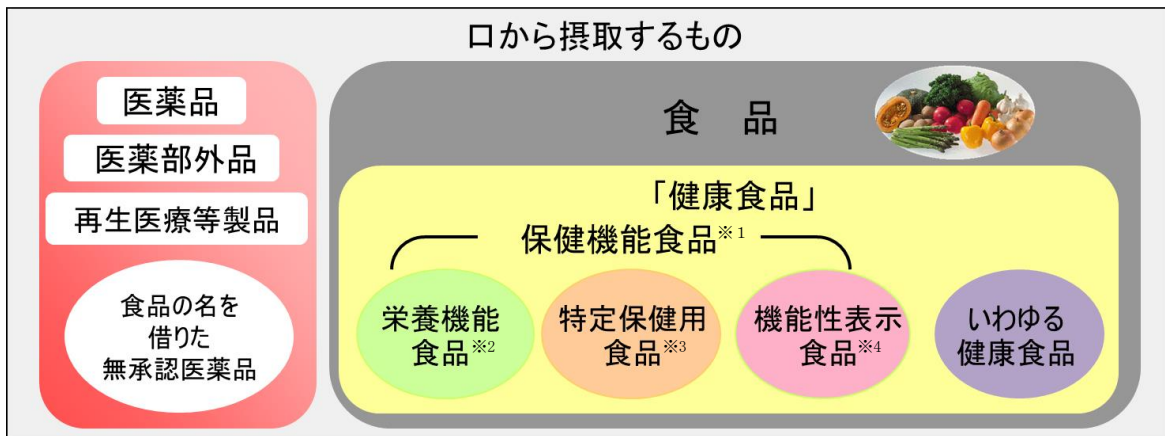 口から摂取するもの
医薬品
医薬部外品
再生医療等製品
食品の名を
借りた
無承認医薬品
食 品
「健康食品」
保健機能食品※1
栄養機能
食品※2
特定保健用
食品※3
機能性表示
食品※4
いわゆる
健康食品